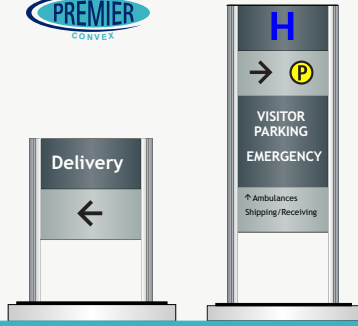 PREMIER
CONVEX
Delivery
←
H
→ P
VISITOR
PARKING
EMERGENCY
↑ Ambulances
Shipping/Receiving